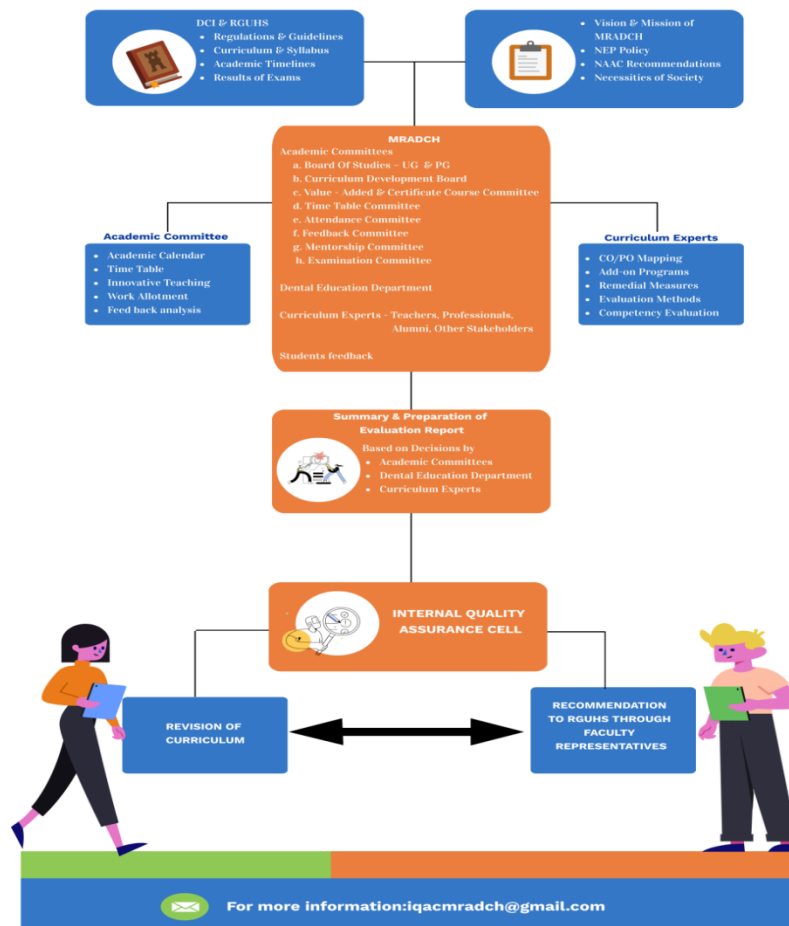 DCI & RGUHS
• Regulations & Guidelines
• Curriculum & Syllabus
• Academic Timelines
• Results of Exams
• Vision & Mission of
MRADCH
• NEP Policy
• NAAC Recommendations
• Necessities of Society
MRADCH
Academic Committees
a. Board Of Studies – UG & PG
b. Curriculum Development Board
c. Value - Added & Certificate Course Committee
d. Time Table Committee
e. Attendance Committee
f. Feedback Committee
g. Mentorship Committee
h. Examination Committee
Dental Education Department
Curriculum Experts - Teachers, Professionals,
Alumni, Other Stakeholders
Students feedback
Academic Committee
• Academic Calendar
• Time Table
• Innovative Teaching
• Work Allotment
• Feed back analysis
Curriculum Experts
• CO/PO Mapping
• Add-on Programs
• Remedial Measures
• Evaluation Methods
• Competency Evaluation
Summary & Preparation of
Evaluation Report
Based on Decisions by
• Academic Committees
• Dental Education Department
• Curriculum Experts
INTERNAL QUALITY
ASSURANCE CELL
REVISION OF
CURRICULUM
RECOMMENDATION
TO RGUHS THROUGH
FACULTY
REPRESENTATIVES
For more information:iqacmradch@gmail.com